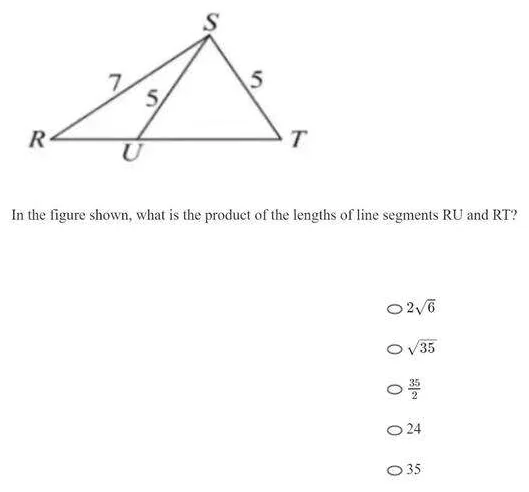 S
7
5
5
R
U
T
In the figure shown, what is the product of the lengths of line segments RU and RT?
2√6
√35
35/2
24
35